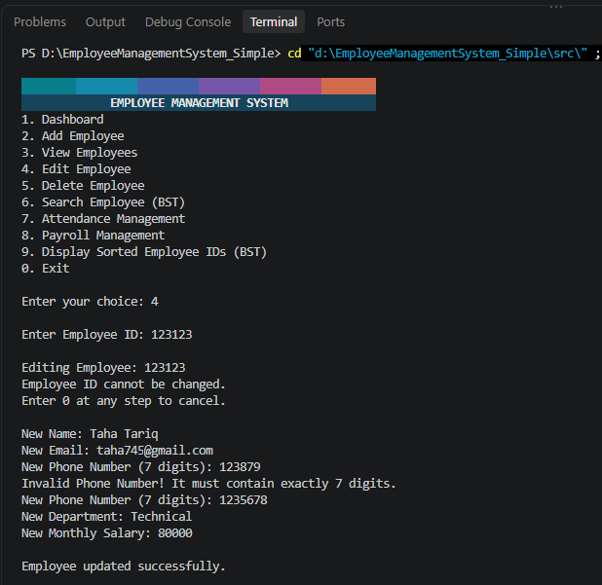 Problems Output Debug Console Terminal Ports
PS D:\EmployeeManagementSystem_Simple> cd "d:\EmployeeManagementSystem_Simple\src\" ;
EMPLOYEE MANAGEMENT SYSTEM
1. Dashboard
2. Add Employee
3. View Employees
4. Edit Employee
5. Delete Employee
6. Search Employee (BST)
7. Attendance Management
8. Payroll Management
9. Display Sorted Employee IDs (BST)
0. Exit
Enter your choice: 4
Enter Employee ID: 123123
Editing Employee: 123123
Employee ID cannot be changed.
Enter 0 at any step to cancel.
New Name: Taha Tariq
New Email: taha745@gmail.com
New Phone Number (7 digits): 123879
Invalid Phone Number! It must contain exactly 7 digits.
New Phone Number (7 digits): 1235678
New Department: Technical
New Monthly Salary: 80000
Employee updated successfully.